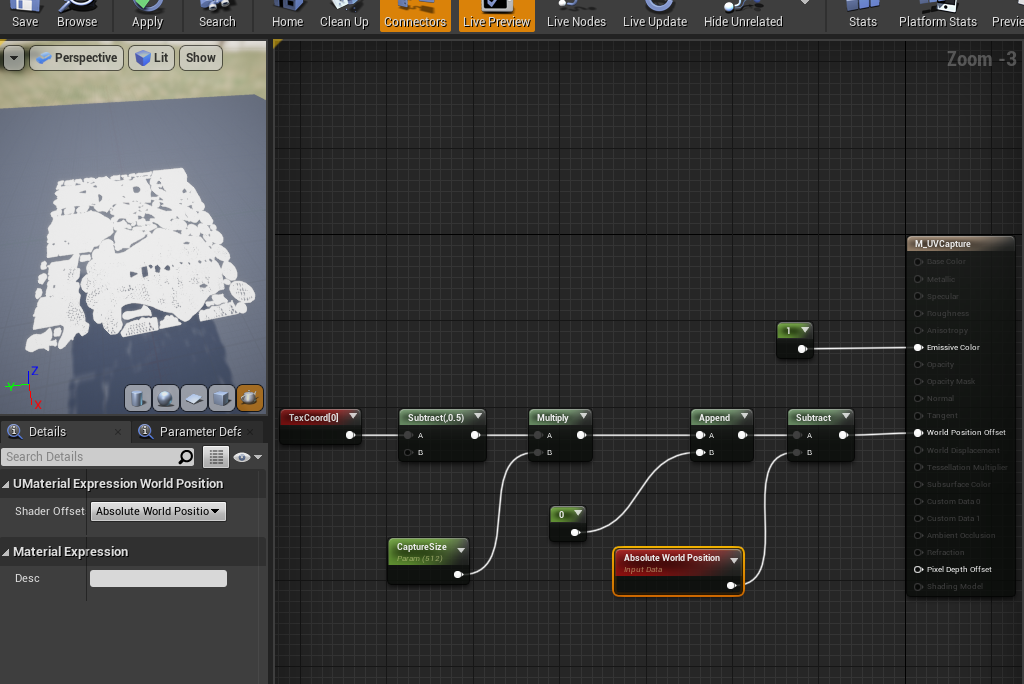 Save Browse Apply Search Home Clean Up Connectors Live Preview Live Nodes Live Update Hide Unrelated Stats Platform Stats Previe
Perspective Lit Show
Zoom -3
Z
Y
X
Details
Parameter Defa
Search Details
UMaterial Expression World Position
Shader Offset
Absolute World Positio
Material Expression
Desc
TexCoord[0]
Subtract(,0.5)
A
B
Multiply
A
B
CaptureSize
Param (512)
0
Append
A
B
Absolute World Position
Input Data
Subtract
A
B
1
M_UVCapture
Base Color
Metallic
Specular
Roughness
Anisotropy
Emissive Color
Opacity
Opacity Mask
Normal
Tangent
World Position Offset
World Displacement
Tessellation Multiplier
Subsurface Color
Custom Data 0
Custom Data 1
Ambient Occlusion
Refraction
Pixel Depth Offset
Shading Model